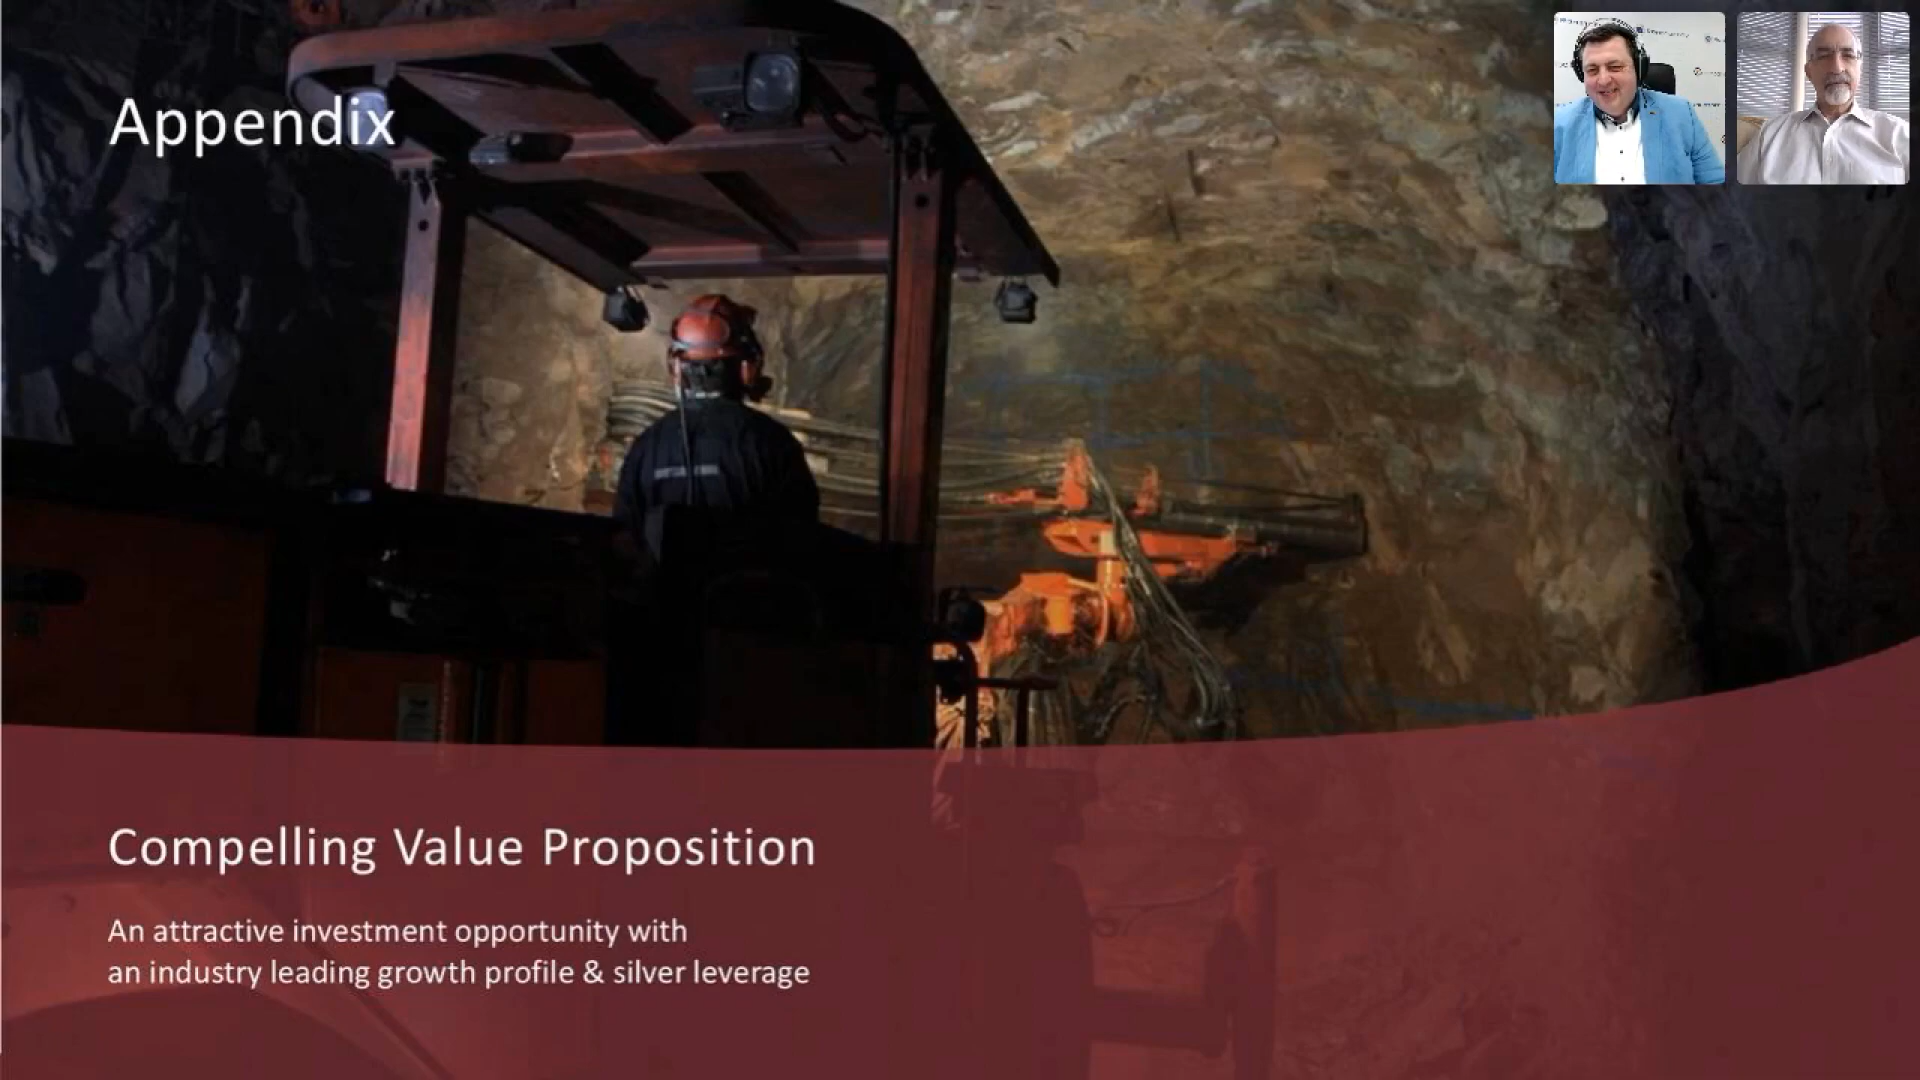 Appendix
Compelling Value Proposition
An attractive investment opportunity with
an industry leading growth profile & silver leverage